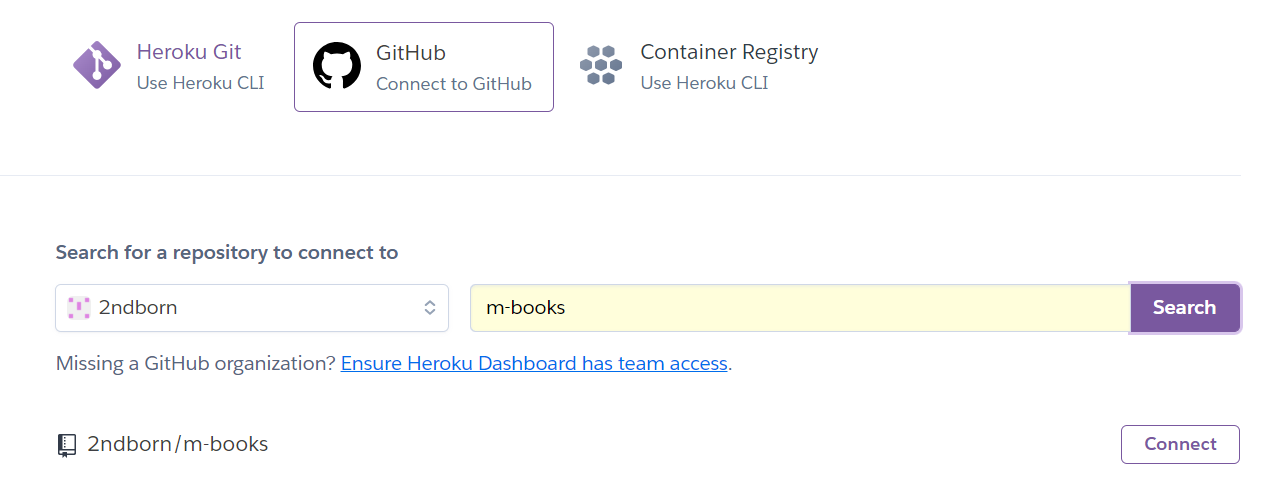 Heroku Git
Use Heroku CLI
GitHub
Connect to GitHub
Container Registry
Use Heroku CLI
Search for a repository to connect to
2ndborn
m-books
Search
Missing a GitHub organization? Ensure Heroku Dashboard has team access.
2ndborn/m-books
Connect